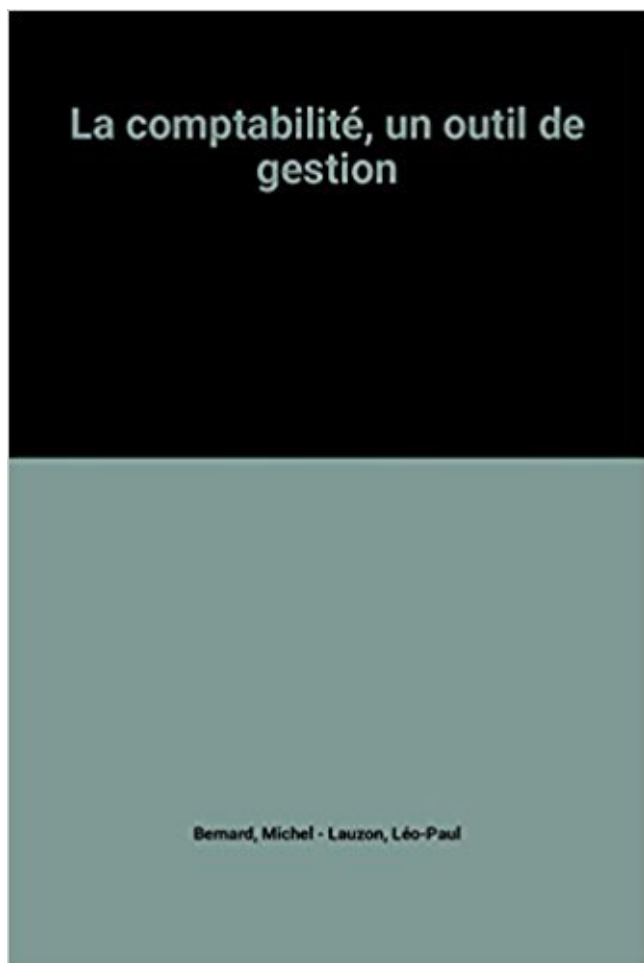 La comptabilité, un outil de
gestion
Bernard, Michel - Lauzon, Léo-Paul